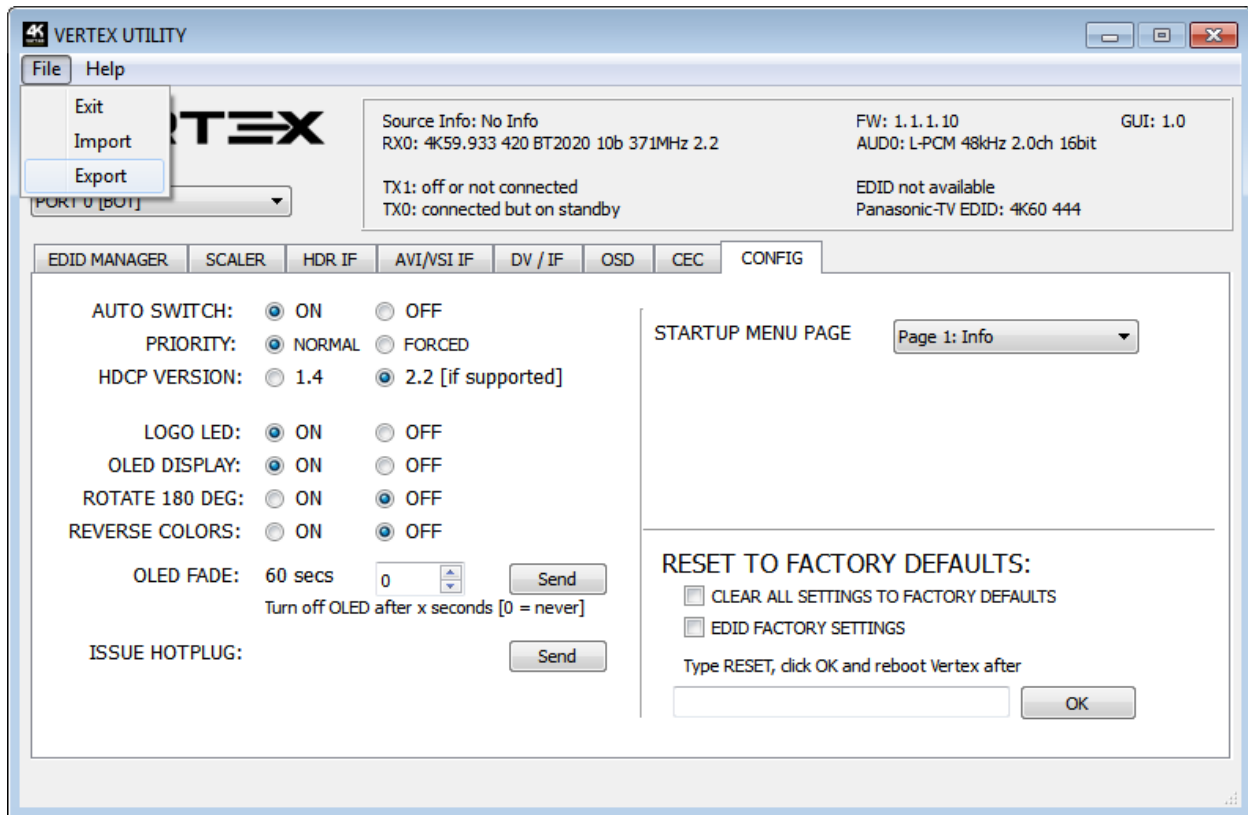 4K VERTEX UTILITY
File Help
Exit
Import
Export
RTEX
PORT 0 [BOT]
Source Info: No Info
RX0: 4K59.933 420 BT2020 10b 371MHz 2.2
TX1: off or not connected
TX0: connected but on standby
FW: 1.1.1.10 GUI: 1.0
AUD0: L-PCM 48kHz 2.0ch 16bit
EDID not available
Panasonic-TV EDID: 4K60 444
EDID MANAGER SCALER HDR IF AVI/VSI IF DV / IF OSD CEC CONFIG
AUTO SWITCH: ON OFF
PRIORITY: NORMAL FORCED
HDCP VERSION: 1.4 2.2 [if supported]
LOGO LED: ON OFF
OLED DISPLAY: ON OFF
ROTATE 180 DEG: ON OFF
REVERSE COLORS: ON OFF
OLED FADE: 60 secs 0 Send
Turn off OLED after x seconds [0 = never]
ISSUE HOTPLUG: Send
STARTUP MENU PAGE Page 1: Info
RESET TO FACTORY DEFAULTS:
CLEAR ALL SETTINGS TO FACTORY DEFAULTS
EDID FACTORY SETTINGS
Type RESET, click OK and reboot Vertex after
OK